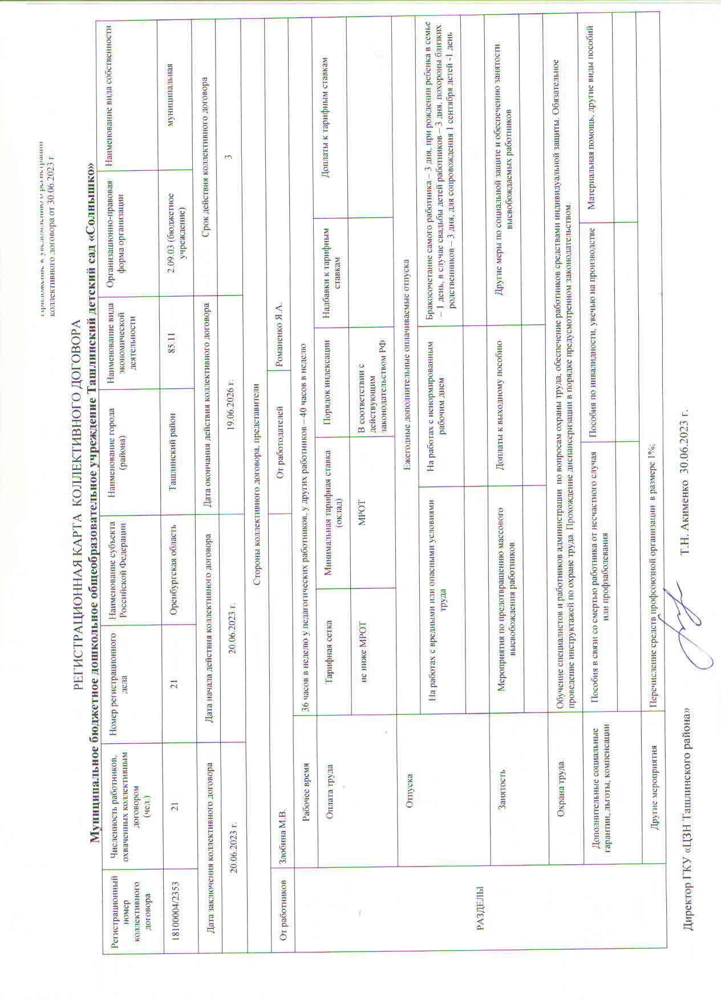 Приложение к уведомлению о регистрации
коллективного договора от 30.06.2023 г.
РЕГИСТРАЦИОННАЯ КАРТА КОЛЛЕКТИВНОГО ДОГОВОРА
Муниципальное бюджетное дошкольное общеобразовательное учреждение Ташлинский детский сад «Солнышко»
Регистрационный
номер
коллективного
договора
Численность работников,
охваченных коллективным
договором
(чел.)
Номер регистрационного
дела
Наименование субъекта
Российской Федерации
Наименование города
(района)
Наименование вида
экономической
деятельности
Организационно-правовая
форма организации
Наименование вида собственности
18100004/2353
21
21
Оренбургская область
Ташлинский район
85.11
2.09.03 (бюджетное
учреждение)
муниципальная
Дата заключения коллективного договора
Дата начала действия коллективного договора
Дата окончания действия коллективного договора
Срок действия коллективного договора
20.06.2023 г.
20.06.2023 г.
19.06.2026 г.
3
Стороны коллективного договора, представители
От работников
Злобина М.В.
От работодателей
Романенко Я.А.
РАЗДЕЛЫ
Рабочее время
36 часов в неделю у педагогических работников, у других работников – 40 часов в неделю
Оплата труда
Тарифная сетка
Минимальная тарифная ставка
(оклад)
Порядок индексации
Надбавки к тарифным
ставкам
Доплаты к тарифным ставкам
не ниже МРОТ
МРОТ
В соответствии с
действующим
законодательством РФ
Отпуска
Ежегодные дополнительные оплачиваемые отпуска
На работах с вредными или опасными условиями
труда
На работах с ненормированным
рабочим днем
Бракосочетание самого работника – 3 дня, при рождении ребенка в семье
– 1 день, в случае свадьбы детей работников – 3 дня, похороны близких
родственников – 3 дня, для сопровождения 1 сентября детей -1 день
Занятость
Мероприятия по предотвращению массового
высвобождения работников
Доплаты к выходному пособию
Другие меры по социальной защите и обеспечению занятости
высвобождаемых работников
Охрана труда
Обучение специалистов и работников администрации по вопросам охраны труда, обеспечение работников средствами индивидуальной защиты. Обязательное
проведение инструктажей по охране труда. Прохождение диспансеризации в порядке предусмотренном законодательством.
Дополнительные социальные
гарантии, льготы, компенсации
Пособия в связи со смертью работника от несчастного случая
или профзаболевания
Пособия по инвалидности, увечью на производстве
Материальная помощь, другие виды пособий
Другие мероприятия
Перечисление средств профсоюзной организации в размере 1%;
Директор ГКУ «ЦЗН Ташлинского района»
Т.Н. Акименко 30.06.2023 г.